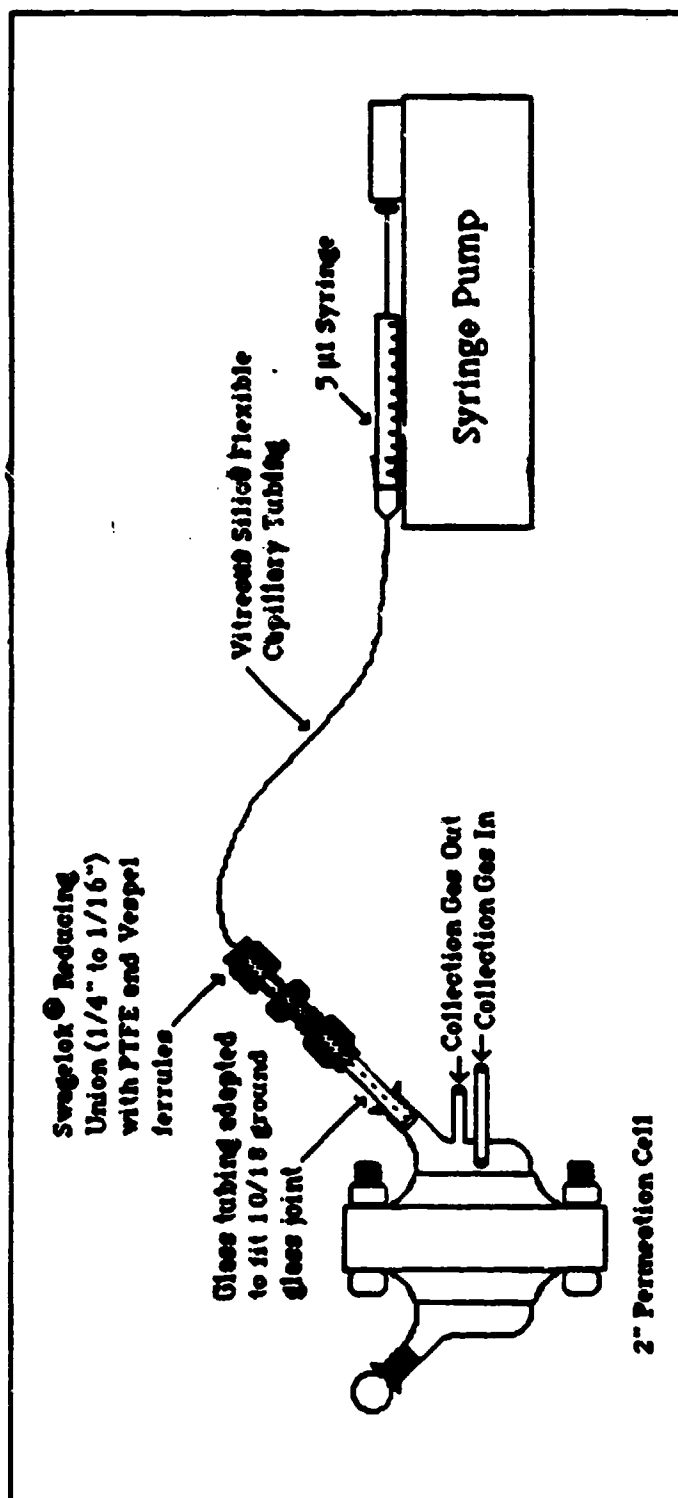 Swagelok® Reducing
Union (1/4" to 1/16")
with PTFE and Vespel
ferrules
Glass tubing adapted
to fit 10/18 ground
glass joint
Vitreous Silica Flexible
Capillary Tubing
5 µl Syringe
Syringe Pump
Collection Gas Out
Collection Gas In
2" Permeation Cell